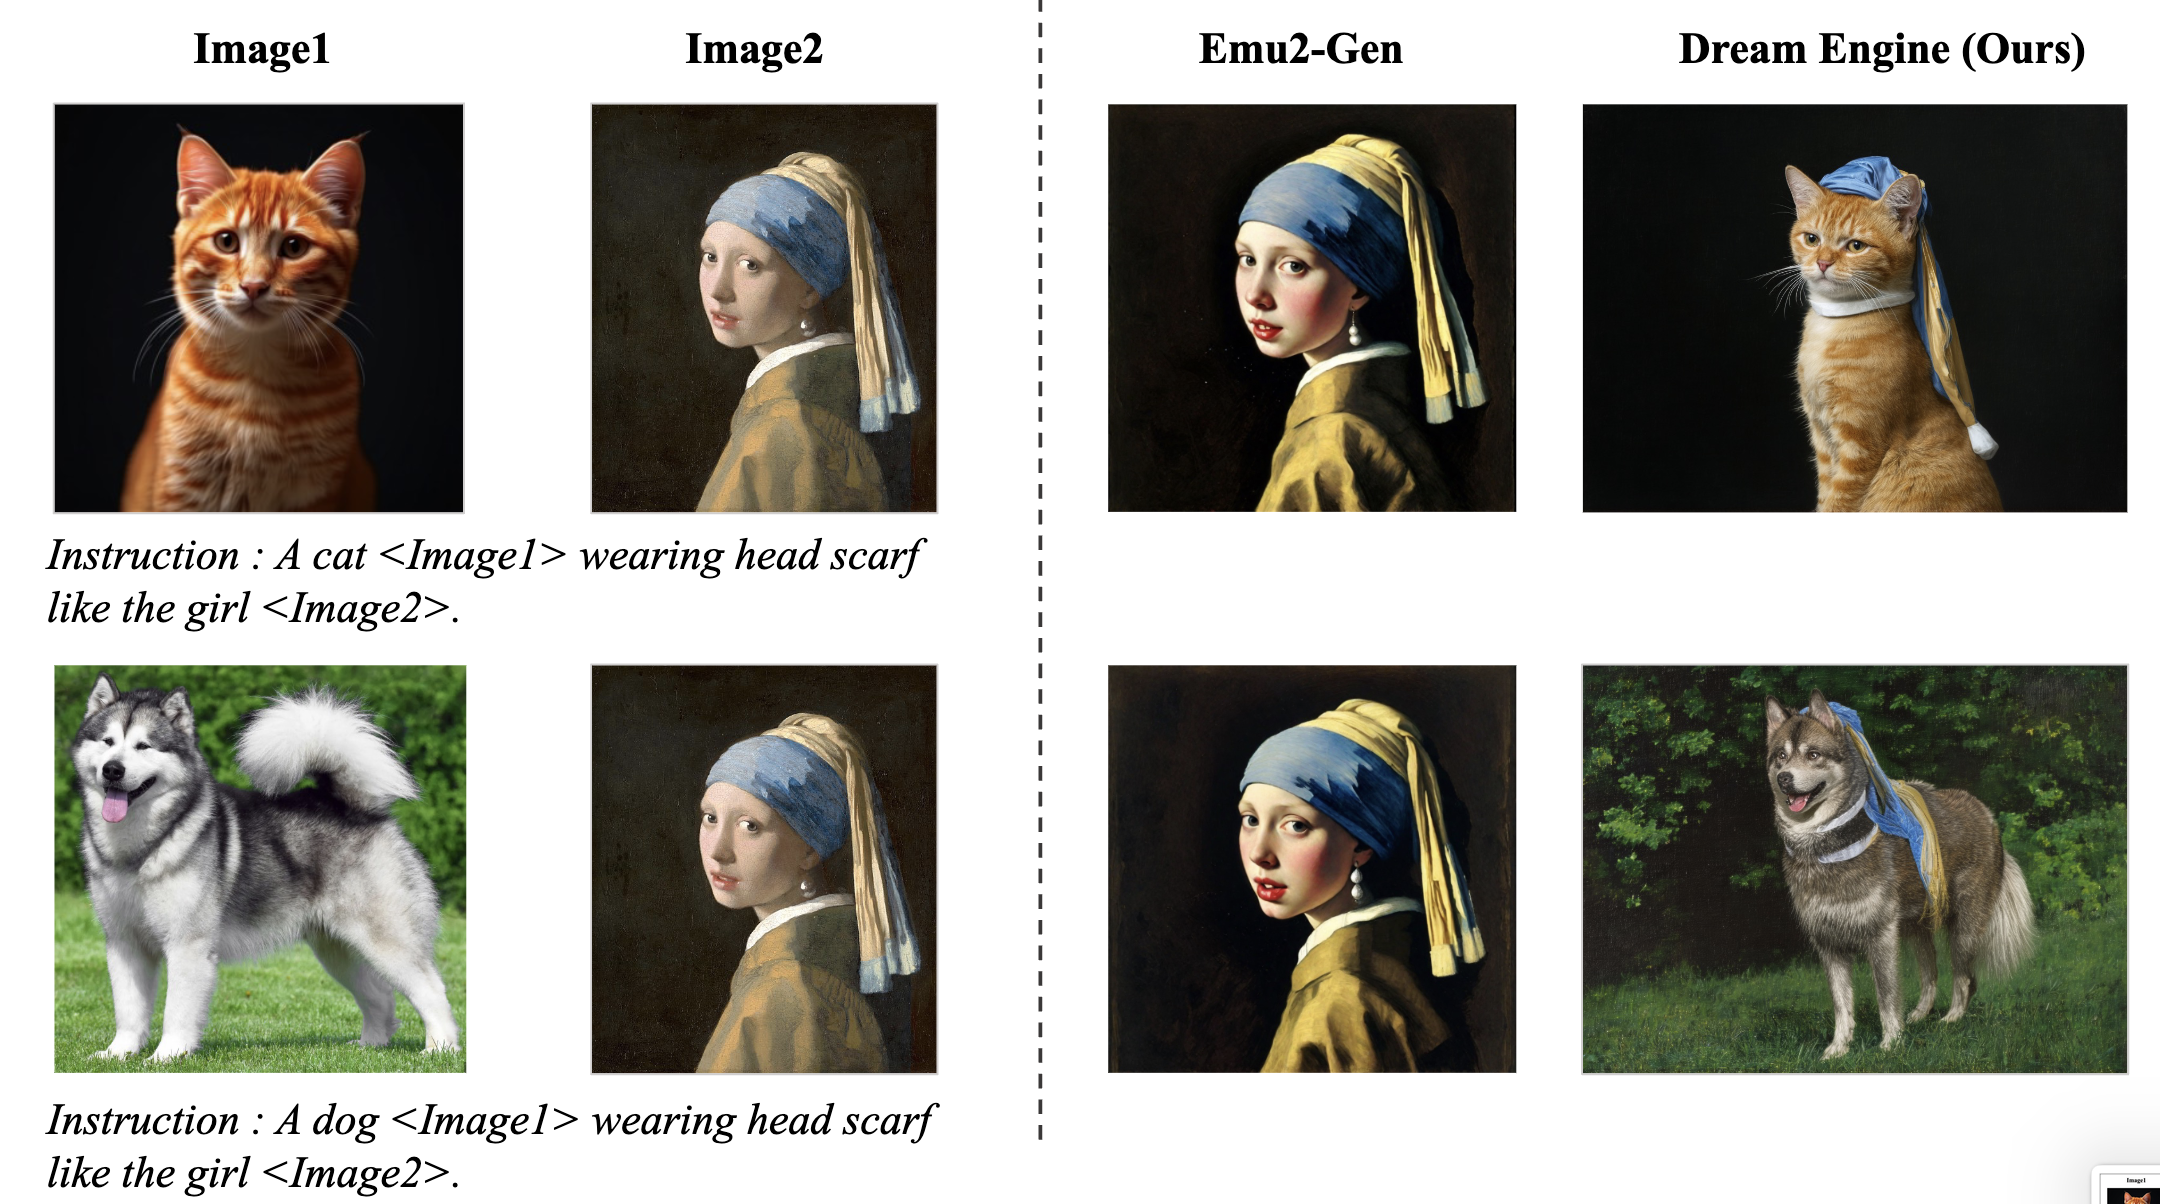 Image1
Image2
Emu2-Gen
Dream Engine (Ours)
Instruction : A cat <Image1> wearing head scarf
like the girl <Image2>.
Instruction : A dog <Image1> wearing head scarf
like the girl <Image2>.
Image1